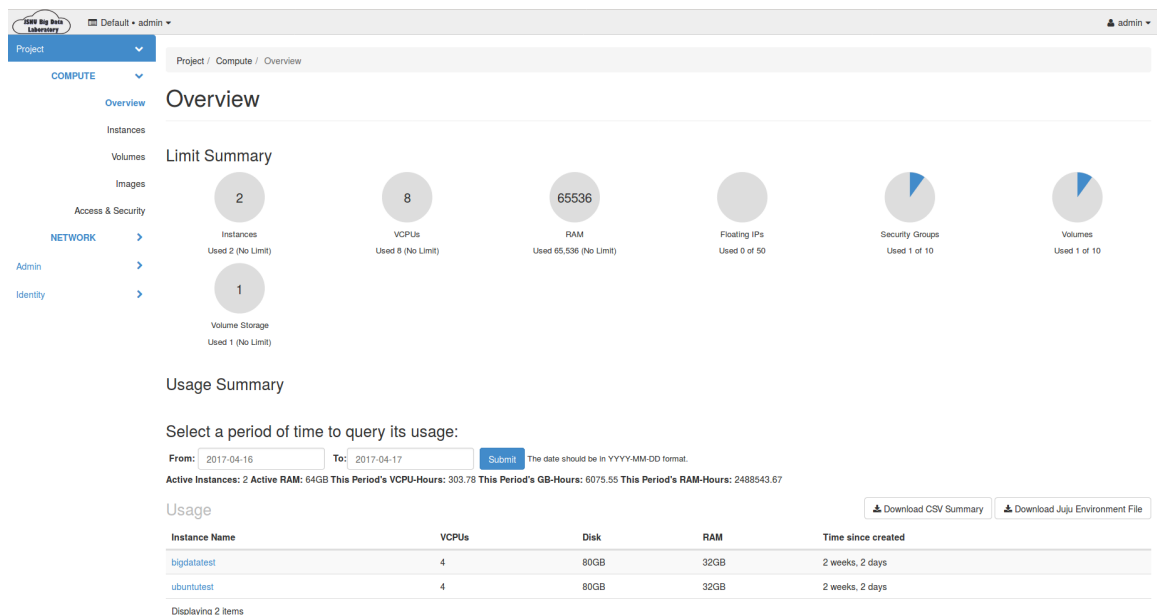 JSNU Big Data
Laboratory
Default • admin
admin
Project
COMPUTE
Overview
Instances
Volumes
Images
Access & Security
NETWORK
Admin
Identity
Project / Compute / Overview
Overview
Limit Summary
2 8 65536
Instances VCPUs RAM Floating IPs Security Groups Volumes
Used 2 (No Limit) Used 8 (No Limit) Used 65,536 (No Limit) Used 0 of 50 Used 1 of 10 Used 1 of 10
1
Volume Storage
Used 1 (No Limit)
Usage Summary
Select a period of time to query its usage:
From: 2017-04-16 To: 2017-04-17 Submit The date should be in YYYY-MM-DD format.
Active Instances: 2 Active RAM: 64GB This Period's VCPU-Hours: 303.78 This Period's GB-Hours: 6075.55 This Period's RAM-Hours: 2488543.67
Usage Download CSV Summary Download Juju Environment File
Instance Name VCPUs Disk RAM Time since created
bigdatatest 4 80GB 32GB 2 weeks, 2 days
ubuntutest 4 80GB 32GB 2 weeks, 2 days
Displaying 2 items